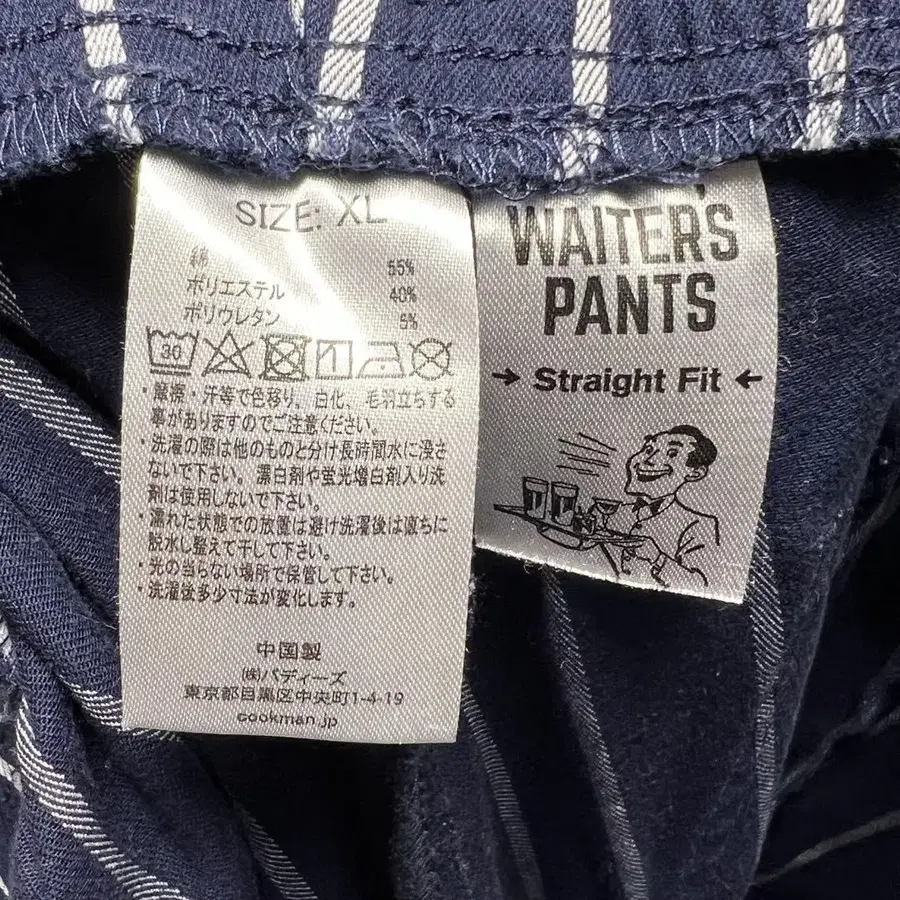 SIZE: XL
綿 55%
ポリエステル 40%
ポリウレタン 5%
30
・摩擦・汗等で色移り、白化、毛羽立ちする
事がありますのでご注意ください。
・洗濯の際は他のものと分け長時間水に浸さ
ないで下さい。漂白剤や蛍光増白剤入り洗
剤は使用しないで下さい。
・濡れた状態での放置は避け洗濯後は直ちに
脱水し整えて干して下さい。
・光の当らない場所で保管して下さい。
・洗濯後多少寸法が変化します。
中国製
㈱バディーズ
東京都目黒区中央町1-4-19
cookman.jp
WAITER'S
PANTS
→ Straight Fit ←